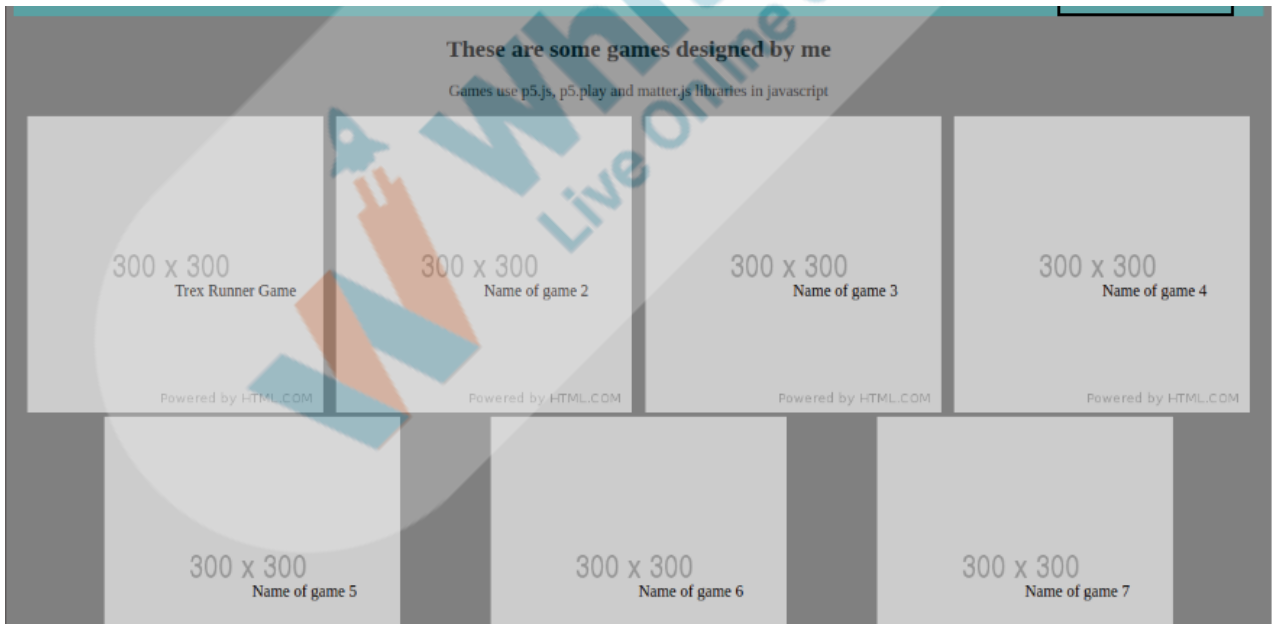 These are some games designed by me
Games use p5.js, p5.play and matter.js libraries in javascript
300 x 300
Trex Runner Game
Powered by HTML.COM
300 x 300
Name of game 2
Powered by HTML.COM
300 x 300
Name of game 3
Powered by HTML.COM
300 x 300
Name of game 4
Powered by HTML.COM
300 x 300
Name of game 5
300 x 300
Name of game 6
300 x 300
Name of game 7
Live Online